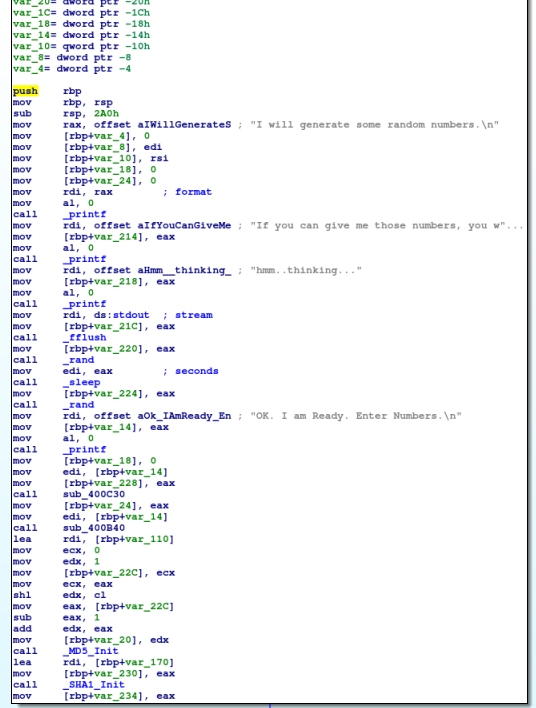 var_20= dword ptr -20h
var_1C= dword ptr -1Ch
var_18= dword ptr -18h
var_14= dword ptr -14h
var_10= qword ptr -10h
var_8= dword ptr -8
var_4= dword ptr -4
push rbp
mov rbp, rsp
sub rsp, 2A0h
mov rax, offset aIWillGenerateS ; "I will generate some random numbers.\n"
mov [rbp+var_4], 0
mov [rbp+var_8], edi
mov [rbp+var_10], rsi
mov [rbp+var_18], 0
mov [rbp+var_24], 0
mov rdi, rax ; format
mov al, 0
call _printf
mov rdi, offset aIfYouCanGiveMe ; "If you can give me those numbers, you w"...
mov [rbp+var_214], eax
mov al, 0
call _printf
mov rdi, offset aHmm__thinking_ ; "hmm..thinking..."
mov [rbp+var_218], eax
mov al, 0
call _printf
mov rdi, ds:stdout ; stream
mov [rbp+var_21C], eax
call _fflush
mov [rbp+var_220], eax
call _rand
mov edi, eax ; seconds
call _sleep
mov [rbp+var_224], eax
call _rand
mov rdi, offset aOk_IAmReady_En ; "OK. I am Ready. Enter Numbers.\n"
mov [rbp+var_14], eax
mov al, 0
call _printf
mov [rbp+var_18], 0
mov edi, [rbp+var_14]
mov [rbp+var_228], eax
call sub_400C30
mov [rbp+var_24], eax
mov edi, [rbp+var_14]
call sub_400B40
lea rdi, [rbp+var_110]
mov ecx, 0
mov edx, 1
mov [rbp+var_22C], ecx
mov ecx, eax
shl edx, cl
mov eax, [rbp+var_22C]
sub eax, 1
add edx, eax
mov [rbp+var_20], edx
call _MD5_Init
lea rdi, [rbp+var_170]
mov [rbp+var_230], eax
call _SHA1_Init
mov [rbp+var_234], eax